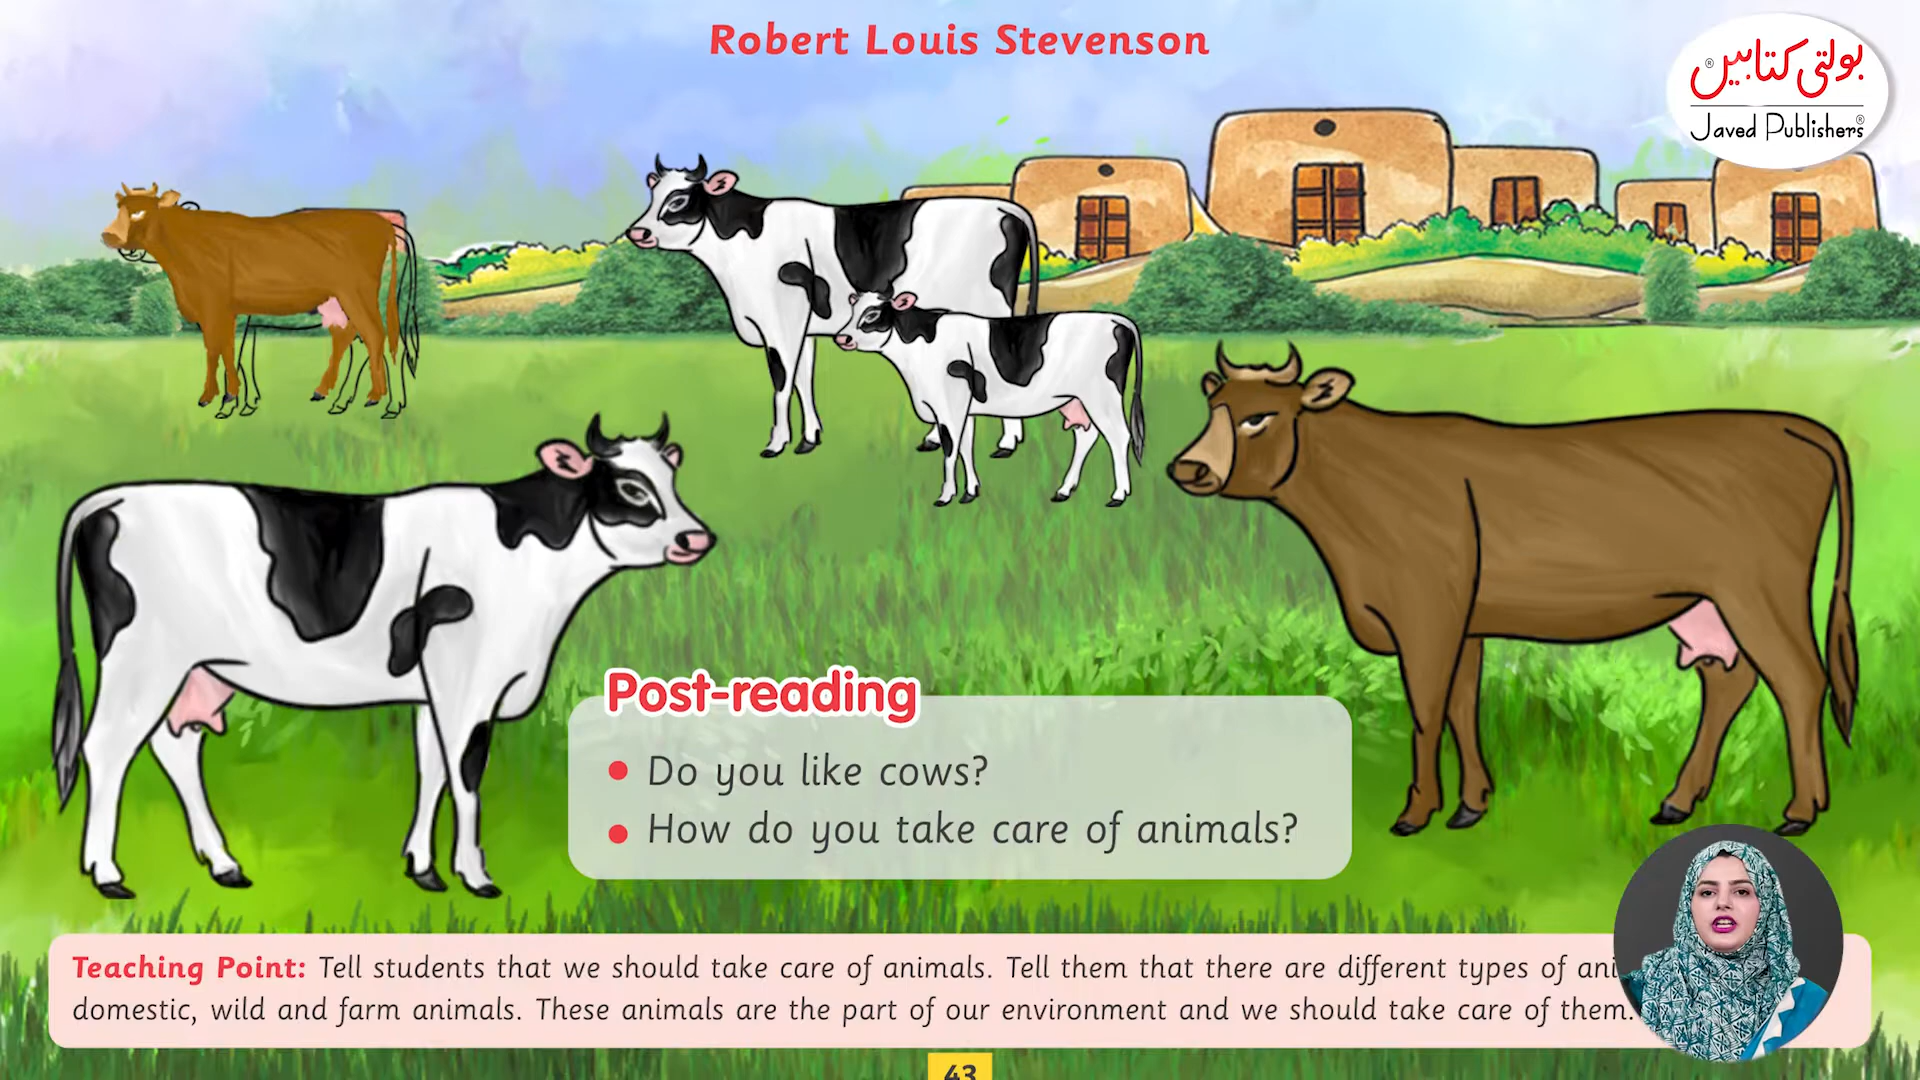 Robert Louis Stevenson
بولتی کتابیں®
Javed Publishers®
Post-reading
• Do you like cows?
• How do you take care of animals?
Teaching Point: Tell students that we should take care of animals. Tell them that there are different types of
domestic, wild and farm animals. These animals are the part of our environment and we should take care of them.
43